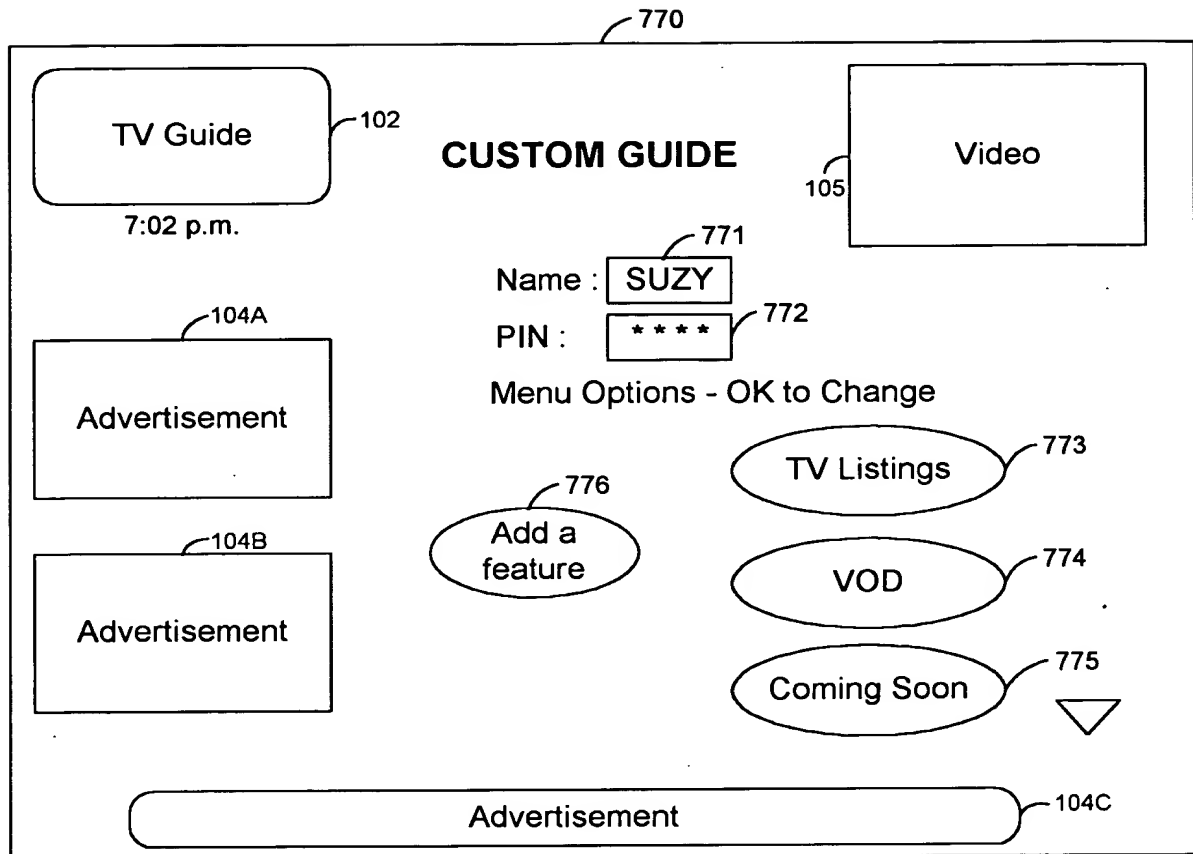 770
TV Guide
102
CUSTOM GUIDE
Video
105
7:02 p.m.
771
Name : SUZY
772
PIN : * * * *
Menu Options - OK to Change
104A
Advertisement
TV Listings
773
776
Add a
feature
104B
Advertisement
VOD
774
Coming Soon
775
Advertisement
104C